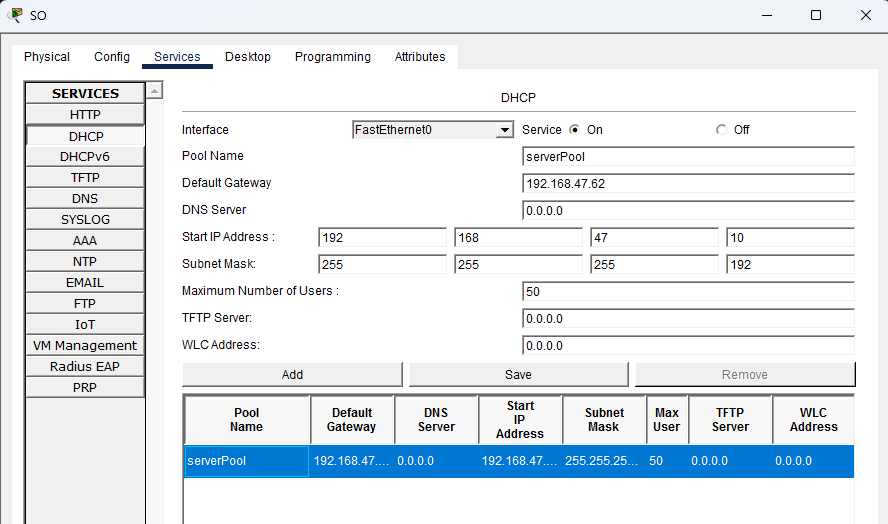 SO
Physical Config Services Desktop Programming Attributes
SERVICES
HTTP
DHCP
DHCPv6
TFTP
DNS
SYSLOG
AAA
NTP
EMAIL
FTP
IoT
VM Management
Radius EAP
PRP
DHCP
Interface FastEthernet0 Service On Off
Pool Name serverPool
Default Gateway 192.168.47.62
DNS Server 0.0.0.0
Start IP Address : 192 168 47 10
Subnet Mask: 255 255 255 192
Maximum Number of Users : 50
TFTP Server: 0.0.0.0
WLC Address: 0.0.0.0
Add Save Remove
Pool Name Default Gateway DNS Server Start IP Address Subnet Mask Max User TFTP Server WLC Address
serverPool 192.168.47.... 0.0.0.0 192.168.47.... 255.255.25... 50 0.0.0.0 0.0.0.0